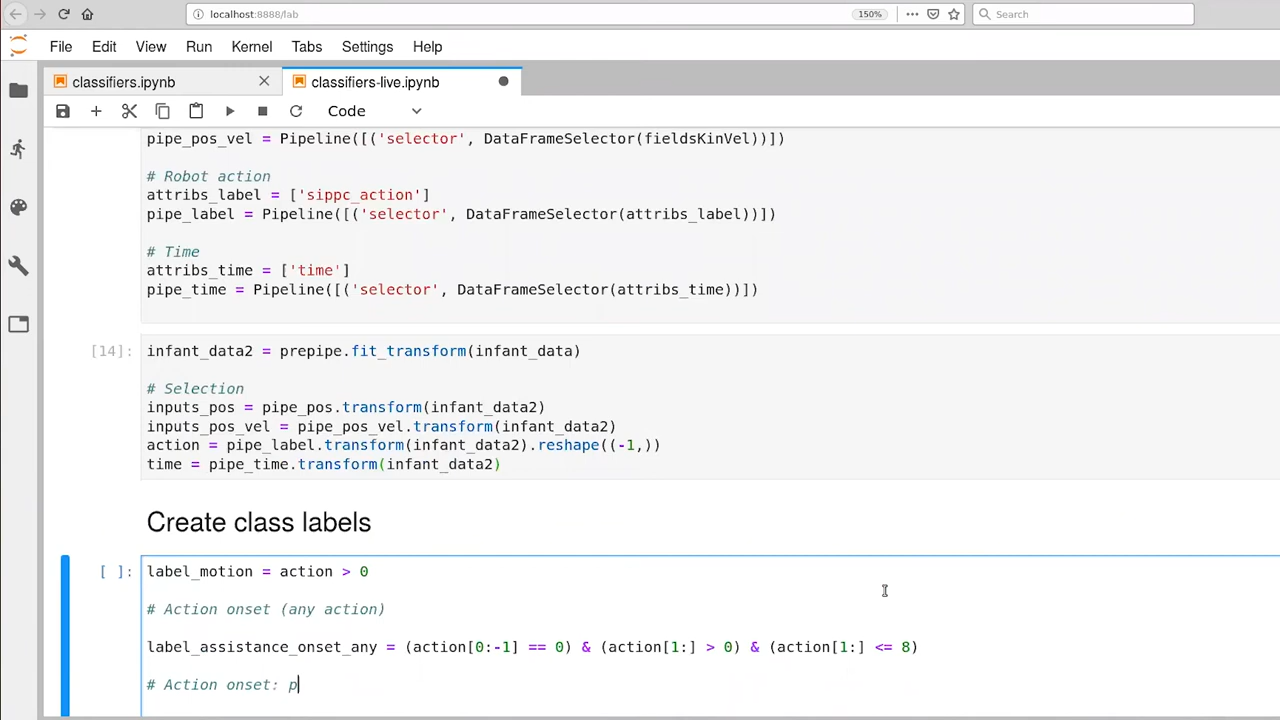 localhost:8888/lab
150%
Search
File Edit View Run Kernel Tabs Settings Help
classifiers.ipynb
classifiers-live.ipynb
Code
pipe_pos_vel = Pipeline([('selector', DataFrameSelector(fieldsKinVel))])
# Robot action
attribs_label = ['sippc_action']
pipe_label = Pipeline([('selector', DataFrameSelector(attribs_label))])
# Time
attribs_time = ['time']
pipe_time = Pipeline([('selector', DataFrameSelector(attribs_time))])
[14]: infant_data2 = prepipe.fit_transform(infant_data)
# Selection
inputs_pos = pipe_pos.transform(infant_data2)
inputs_pos_vel = pipe_pos_vel.transform(infant_data2)
action = pipe_label.transform(infant_data2).reshape((-1,))
time = pipe_time.transform(infant_data2)
Create class labels
[ ]: label_motion = action > 0
# Action onset (any action)
label_assistance_onset_any = (action[0:-1] == 0) & (action[1:] > 0) & (action[1:] <= 8)
# Action onset: p